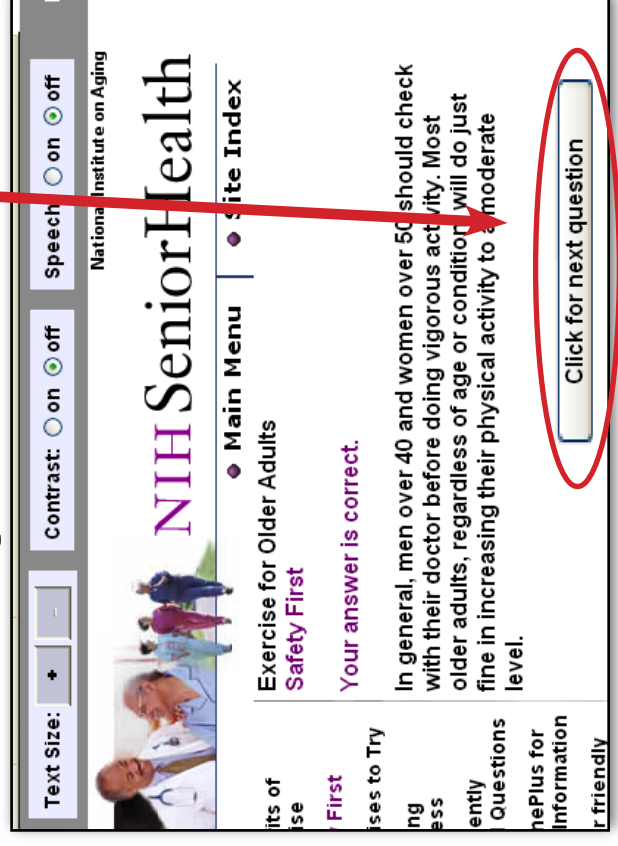 Text Size: + -
Contrast: on off
Speech: on off
National Institute on Aging
NIHSeniorHealth
Main Menu
Site Index
Exercise for Older Adults
Safety First
Your answer is correct.
In general, men over 40 and women over 50 should check
with their doctor before doing vigorous activity. Most
older adults, regardless of age or condition, will do just
fine in increasing their physical activity to a moderate
level.
Click for next question
its of
ise
First
ises to Try
ng
ess
ently
Questions
nePlus for
Information
r friendly